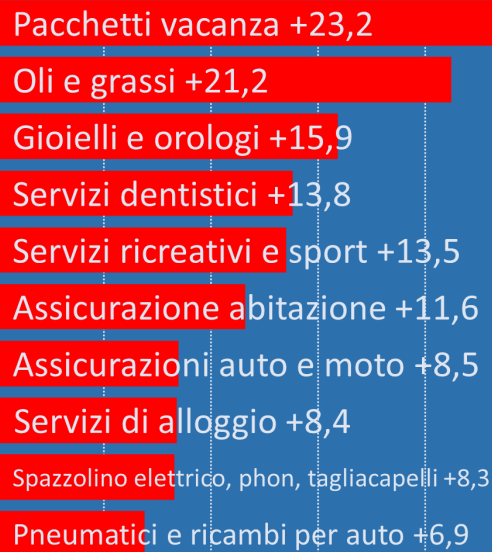 Pacchetti vacanza +23,2
Oli e grassi +21,2
Gioielli e orologi +15,9
Servizi dentistici +13,8
Servizi ricreativi e sport +13,5
Assicurazione abitazione +11,6
Assicurazioni auto e moto +8,5
Servizi di alloggio +8,4
Spazzolino elettrico, phon, tagliacapelli +8,3
Pneumatici e ricambi per auto +6,9